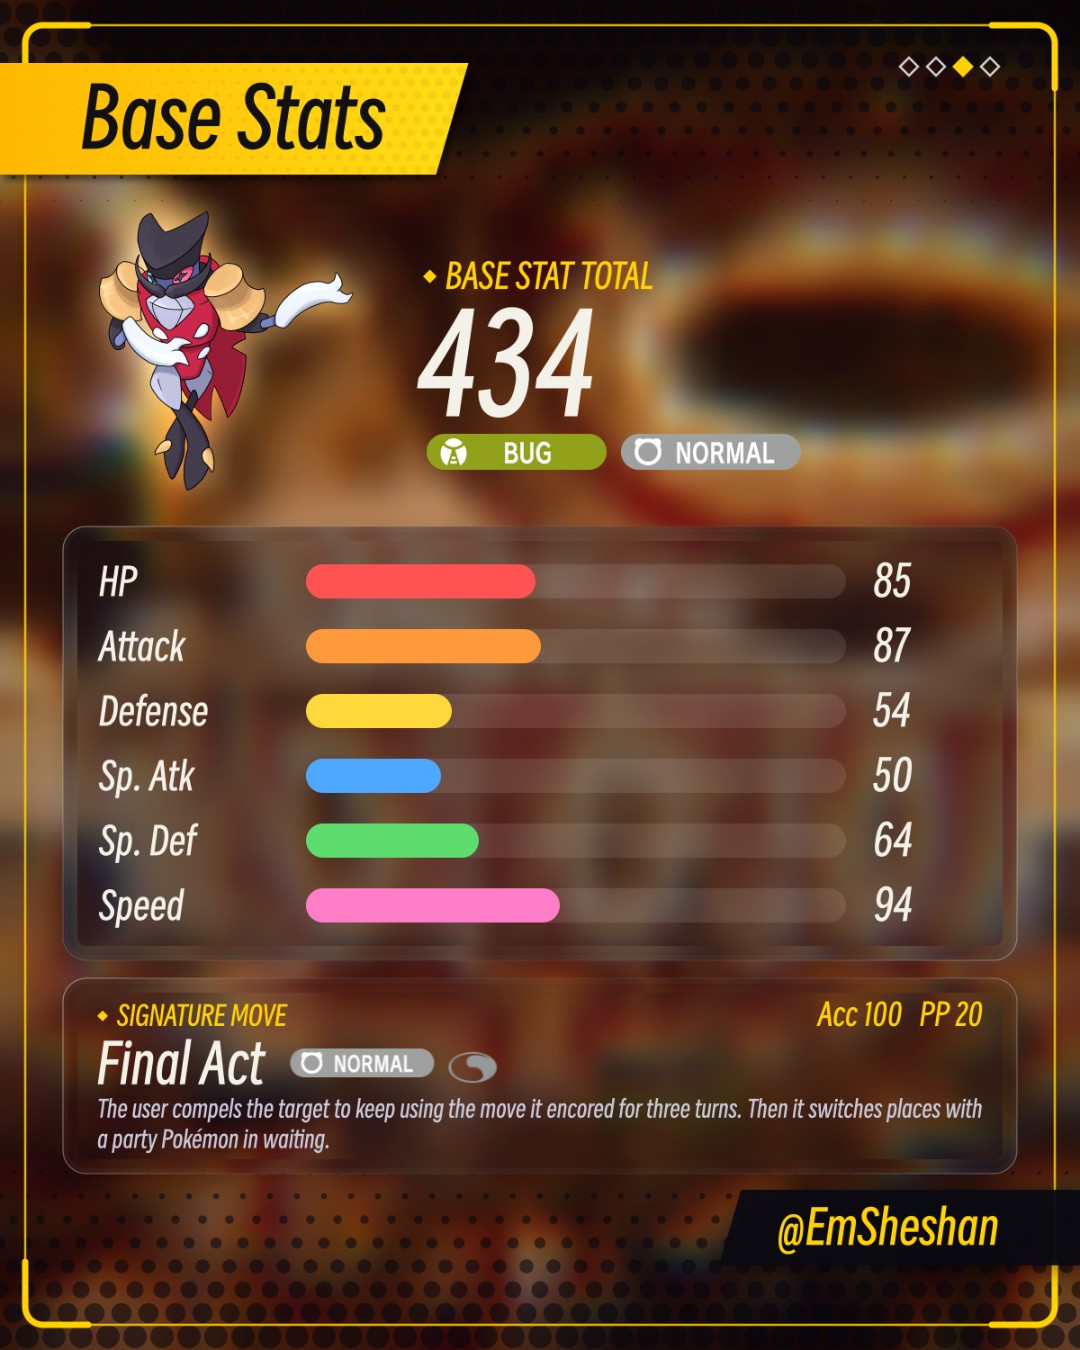 Base Stats
BASE STAT TOTAL
434
BUG NORMAL
HP 85
Attack 87
Defense 54
Sp. Atk 50
Sp. Def 64
Speed 94
SIGNATURE MOVE Acc 100 PP 20
Final Act NORMAL
The user compels the target to keep using the move it encored for three turns. Then it switches places with
a party Pokémon in waiting.
@EmSheshan